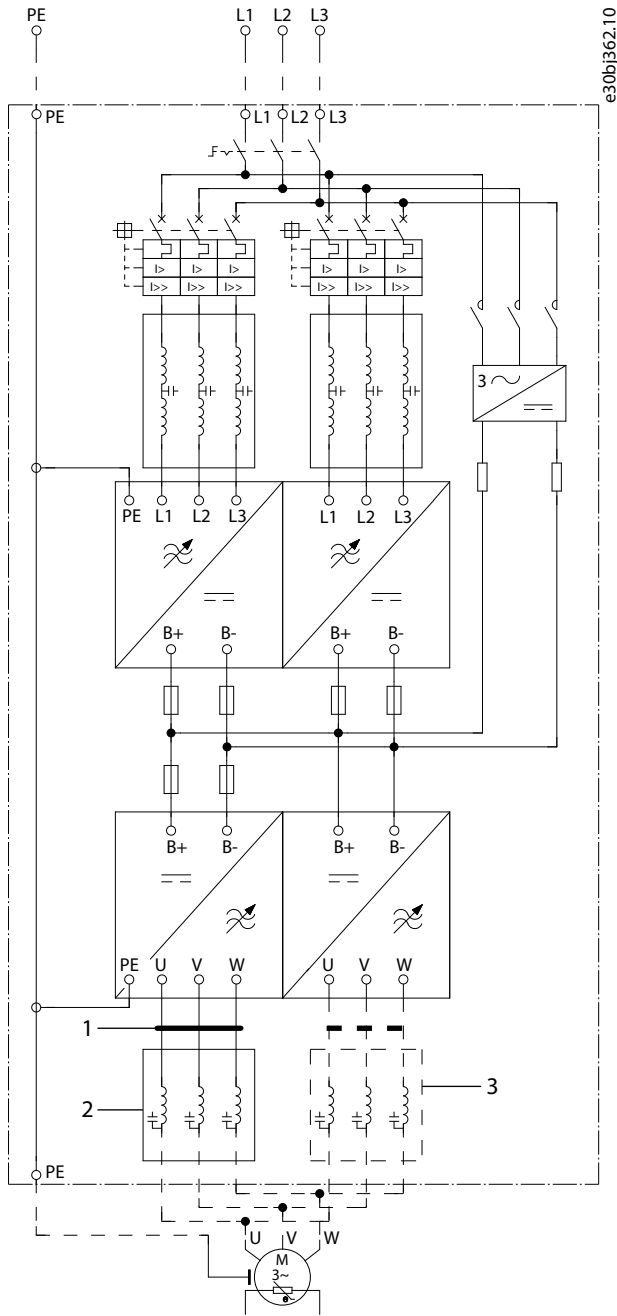 PE L1 L2 L3
e30bj362.10
PE L1 L2 L3
I> I> I> I> I> I>
I>> I>> I>> I>> I>> I>>
3
PE L1 L2 L3 L1 L2 L3
B+ B- B+ B-
B+ B- B+ B-
PE U V W U V W
1
2 3
PE
U V W
M
3~